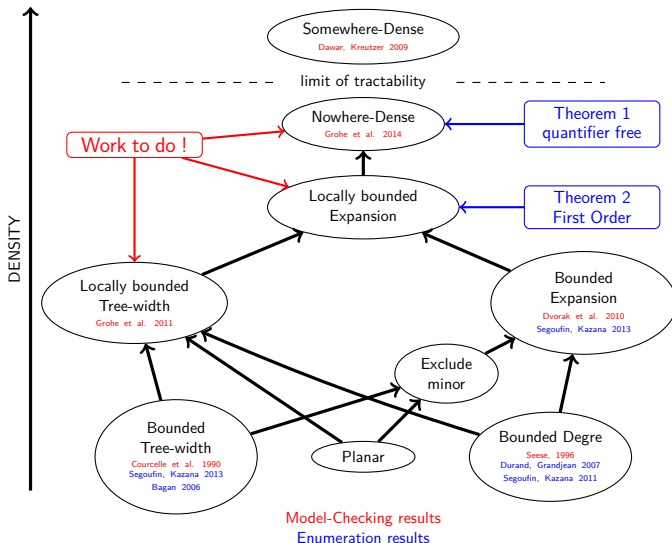 Somewhere-Dense
Dawar, Kreutzer 2009
limit of tractability
Nowhere-Dense
Grohe et al. 2014
Theorem 1
quantifier free
Work to do !
Locally bounded
Expansion
Theorem 2
First Order
DENSITY
Locally bounded
Tree-width
Grohe et al. 2011
Bounded
Expansion
Dvorak et al. 2010
Segoufin, Kazana 2013
Exclude
minor
Bounded
Tree-width
Courcelle et al. 1990
Segoufin, Kazana 2013
Bagan 2006
Planar
Bounded Degre
Seese, 1996
Durand, Grandjean 2007
Segoufin, Kazana 2011
Model-Checking results
Enumeration results